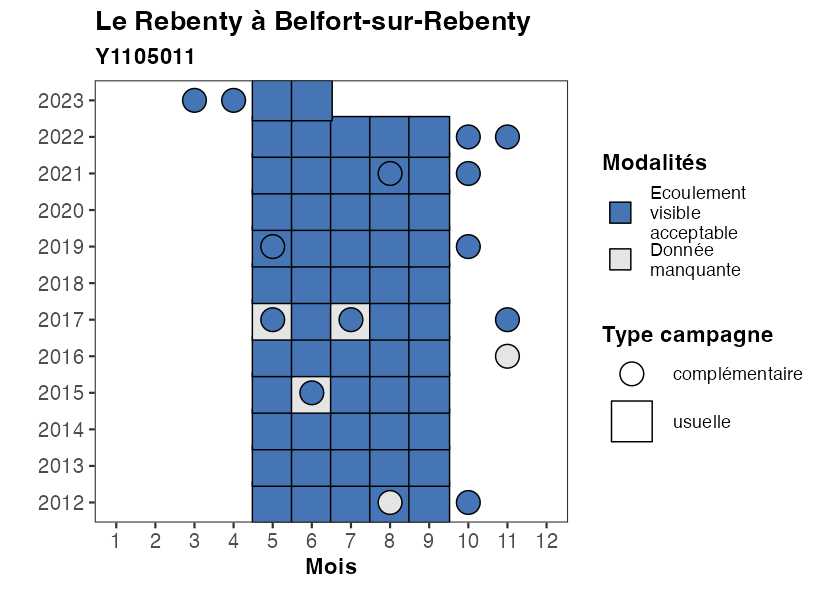 Le Rebenty à Belfort-sur-Rebenty
Y1105011
2023
2022
2021
2020
2019
2018
2017
2016
2015
2014
2013
2012
1 2 3 4 5 6 7 8 9 10 11 12
Mois
Modalités
Ecoulement
visible
acceptable
Donnée
manquante
Type campagne
complémentaire
usuelle